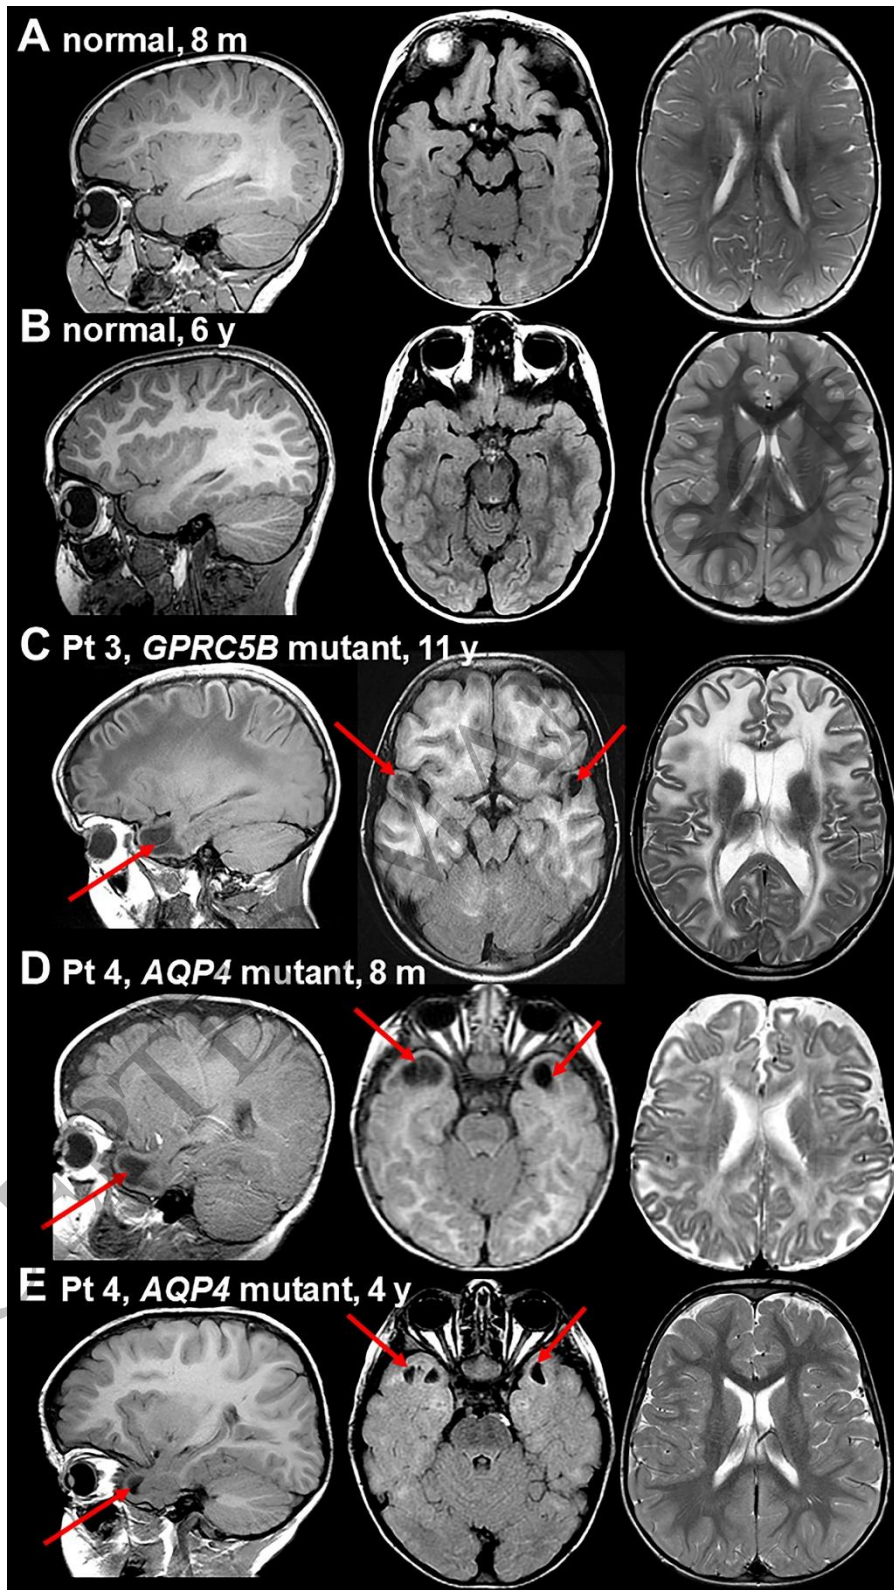 A normal, 8 m
B normal, 6 y
C Pt 3, GPRC5B mutant, 11 y
D Pt 4, AQP4 mutant, 8 m
E Pt 4, AQP4 mutant, 4 y